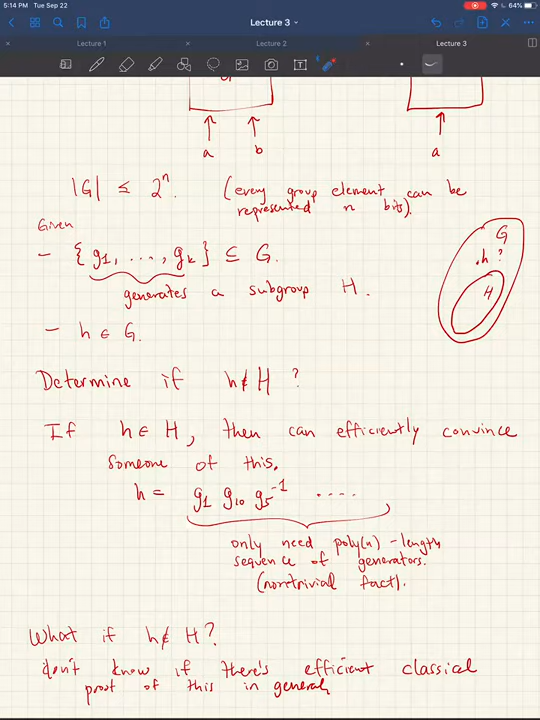 5:14 PM Tue Sep 22
64%
Lecture 3
Lecture 1
Lecture 2
Lecture 3
a b
a
|G| ≤ 2^n. (every group element can be
represented n bits).
Given
- {g1, ..., gk} ⊆ G.
generates a subgroup H.
G
.h ?
H
- h ∈ G.
Determine if h∉H ?
If h∈ H, then can efficiently convince
someone of this.
h = g1 g10 g5^-1 ....
only need poly(n)-length
sequence of generators.
(nontrivial fact).
What if h∉ H?
don't know if there's efficient classical
proof of this in general